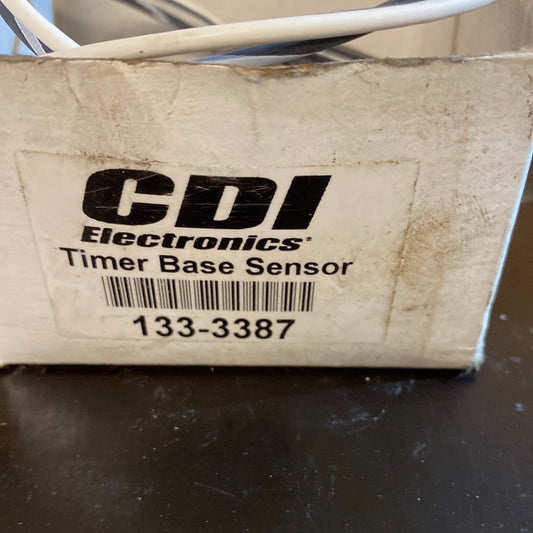 CDI
Electronics®
Timer Base Sensor
133-3387